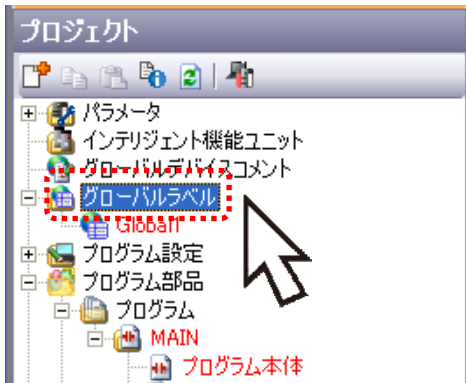 プロジェクト
パラメータ
インテリジェント機能ユニット
グローバルデバイスコメント
グローバルラベル
Global1
プログラム設定
プログラム部品
プログラム
MAIN
プログラム本体